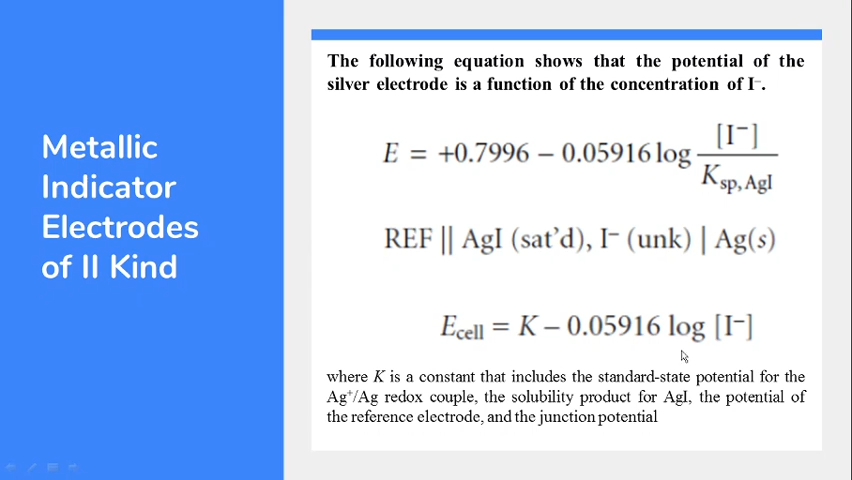 Metallic
Indicator
Electrodes
of II Kind
The following equation shows that the potential of the
silver electrode is a function of the concentration of I⁻.
E = +0.7996 − 0.05916 log [I⁻] / Ksp, AgI
REF || AgI (sat'd), I⁻ (unk) | Ag(s)
Ecell = K − 0.05916 log [I⁻]
where K is a constant that includes the standard-state potential for the
Ag⁺/Ag redox couple, the solubility product for AgI, the potential of
the reference electrode, and the junction potential